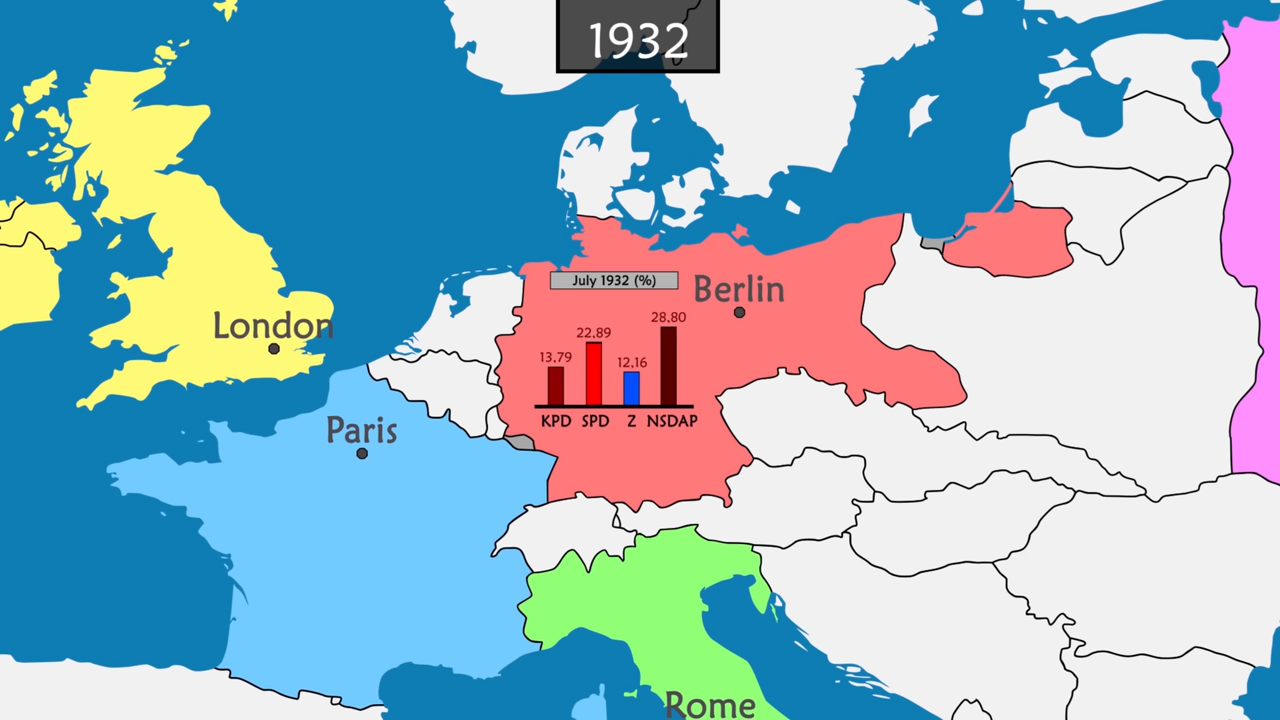 1932
July 1932 (%)
Berlin
28,80
22,89
13,79
12,16
KPD SPD Z NSDAP
London
Paris
Rome